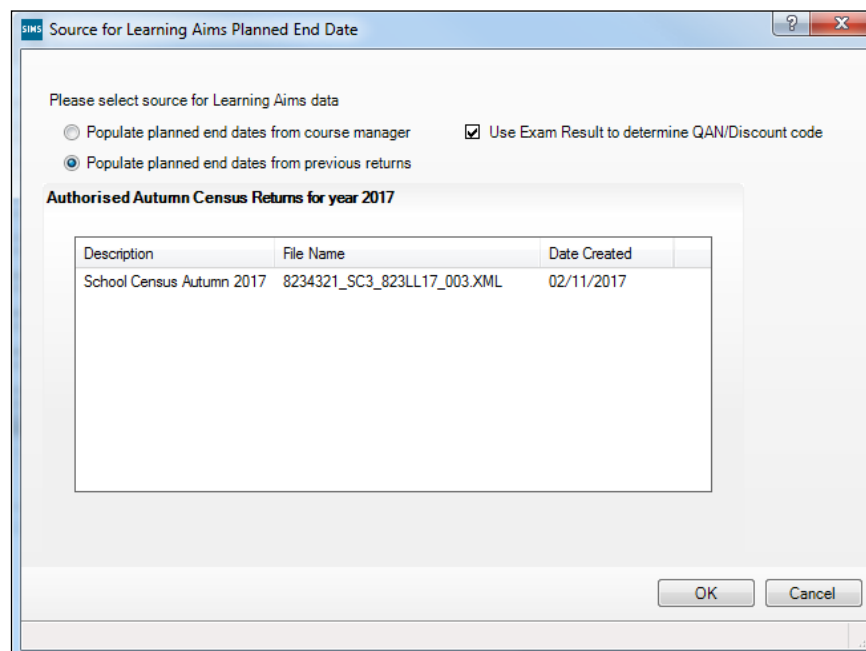 SIMS Source for Learning Aims Planned End Date ? X
Please select source for Learning Aims data
Populate planned end dates from course manager Use Exam Result to determine QAN/Discount code
Populate planned end dates from previous returns
Authorised Autumn Census Returns for year 2017
Description File Name Date Created
School Census Autumn 2017 8234321_SC3_823LL17_003.XML 02/11/2017
OK Cancel